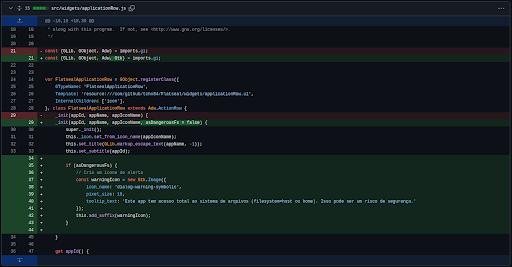 15 src/widgets/applicationRow.js
@@ -18,19 +18,30 @@
18 18 * along with this program. If not, see <http://www.gnu.org/licenses/>.
19 19 */
20 20
21 - const {GLib, GObject, Adw} = imports.gi;
21 + const {GLib, GObject, Adw, Gtk} = imports.gi;
22 22
23 23
24 24 var FlatsealApplicationRow = GObject.registerClass({
25 25 GTypeName: 'FlatsealApplicationRow',
26 26 Template: 'resource:///com/github/tchx84/Flatseal/widgets/applicationRow.ui',
27 27 InternalChildren: ['icon'],
28 28 }, class FlatsealApplicationRow extends Adw.ActionRow {
29 - _init(appId, appName, appIconName) {
29 + _init(appId, appName, appIconName, asDangerousFs = false) {
30 30 super._init();
31 31 this._icon.set_from_icon_name(appIconName);
32 32 this.set_title(GLib.markup_escape_text(appName, -1));
33 33 this.set_subtitle(appId);
34 +
35 + if (asDangerousFs) {
36 + // Cria um ícone de alerta
37 + const warningIcon = new Gtk.Image({
38 + icon_name: 'dialog-warning-symbolic',
39 + pixel_size: 16,
40 + tooltip_text: 'Este app tem acesso total ao sistema de arquivos (filesystem=host ou home). Isso pode ser um risco de segurança.'
41 + });
42 + this.add_suffix(warningIcon);
43 + }
44 +
34 45 }
35 46
36 47 get appId() {